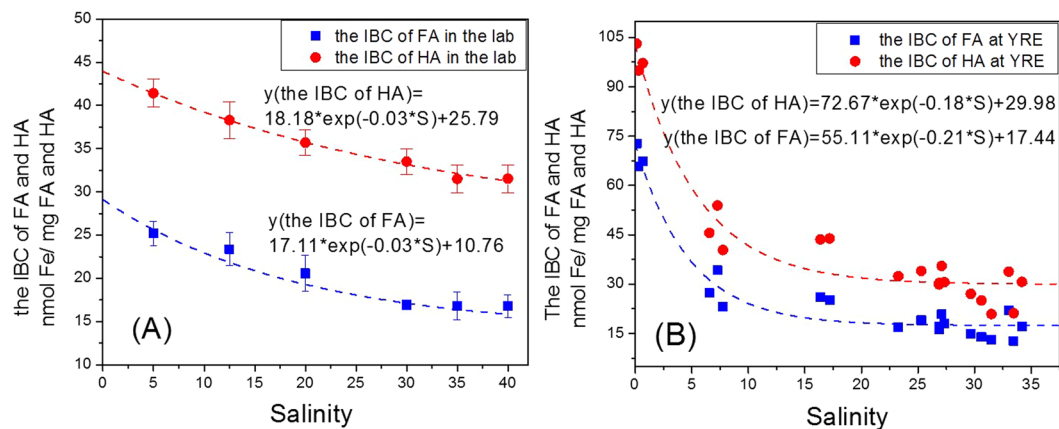 the IBC of FA and HA
nmol Fe/ mg FA and HA
50
45
40
35
30
25
20
15
10
the IBC of FA in the lab
the IBC of HA in the lab
y(the IBC of HA)=
18.18*exp(-0.03*S)+25.79
y(the IBC of FA)=
17.11*exp(-0.03*S)+10.76
(A)
0 5 10 15 20 25 30 35 40
Salinity
The IBC of FA and HA
nmol Fe/ mg FA and HA
105
90
75
60
45
30
15
the IBC of FA at YRE
the IBC of HA at YRE
y(the IBC of HA)=72.67*exp(-0.18*S)+29.98
y(the IBC of FA)=55.11*exp(-0.21*S)+17.44
(B)
0 5 10 15 20 25 30 35
Salinity